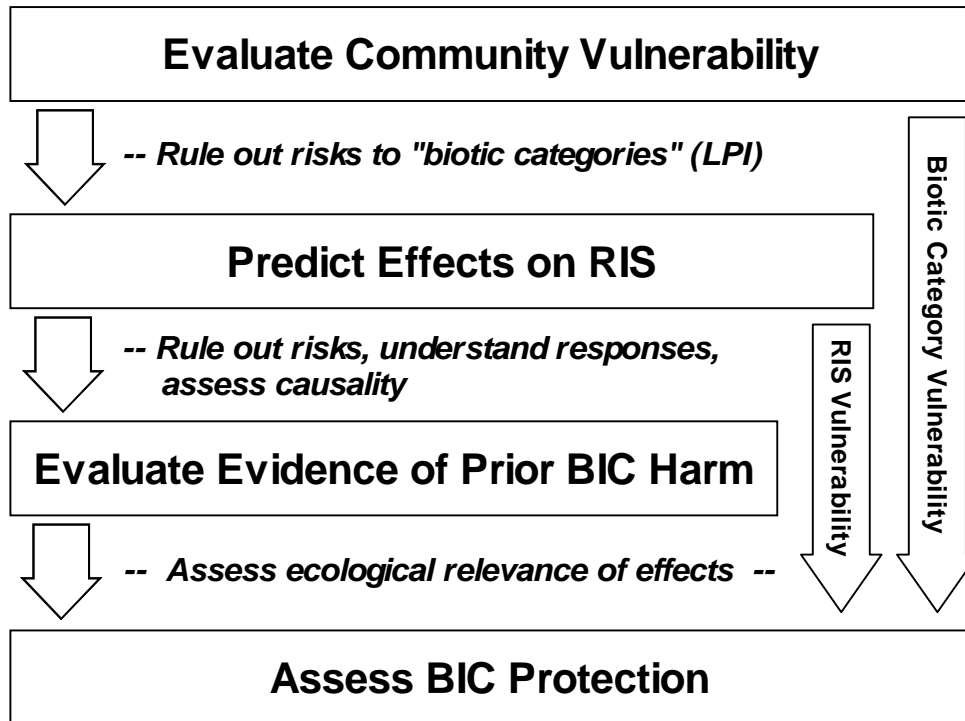 Evaluate Community Vulnerability
-- Rule out risks to "biotic categories" (LPI)
Predict Effects on RIS
-- Rule out risks, understand responses,
assess causality
Evaluate Evidence of Prior BIC Harm
-- Assess ecological relevance of effects --
RIS Vulnerability
Biotic Category Vulnerability
Assess BIC Protection